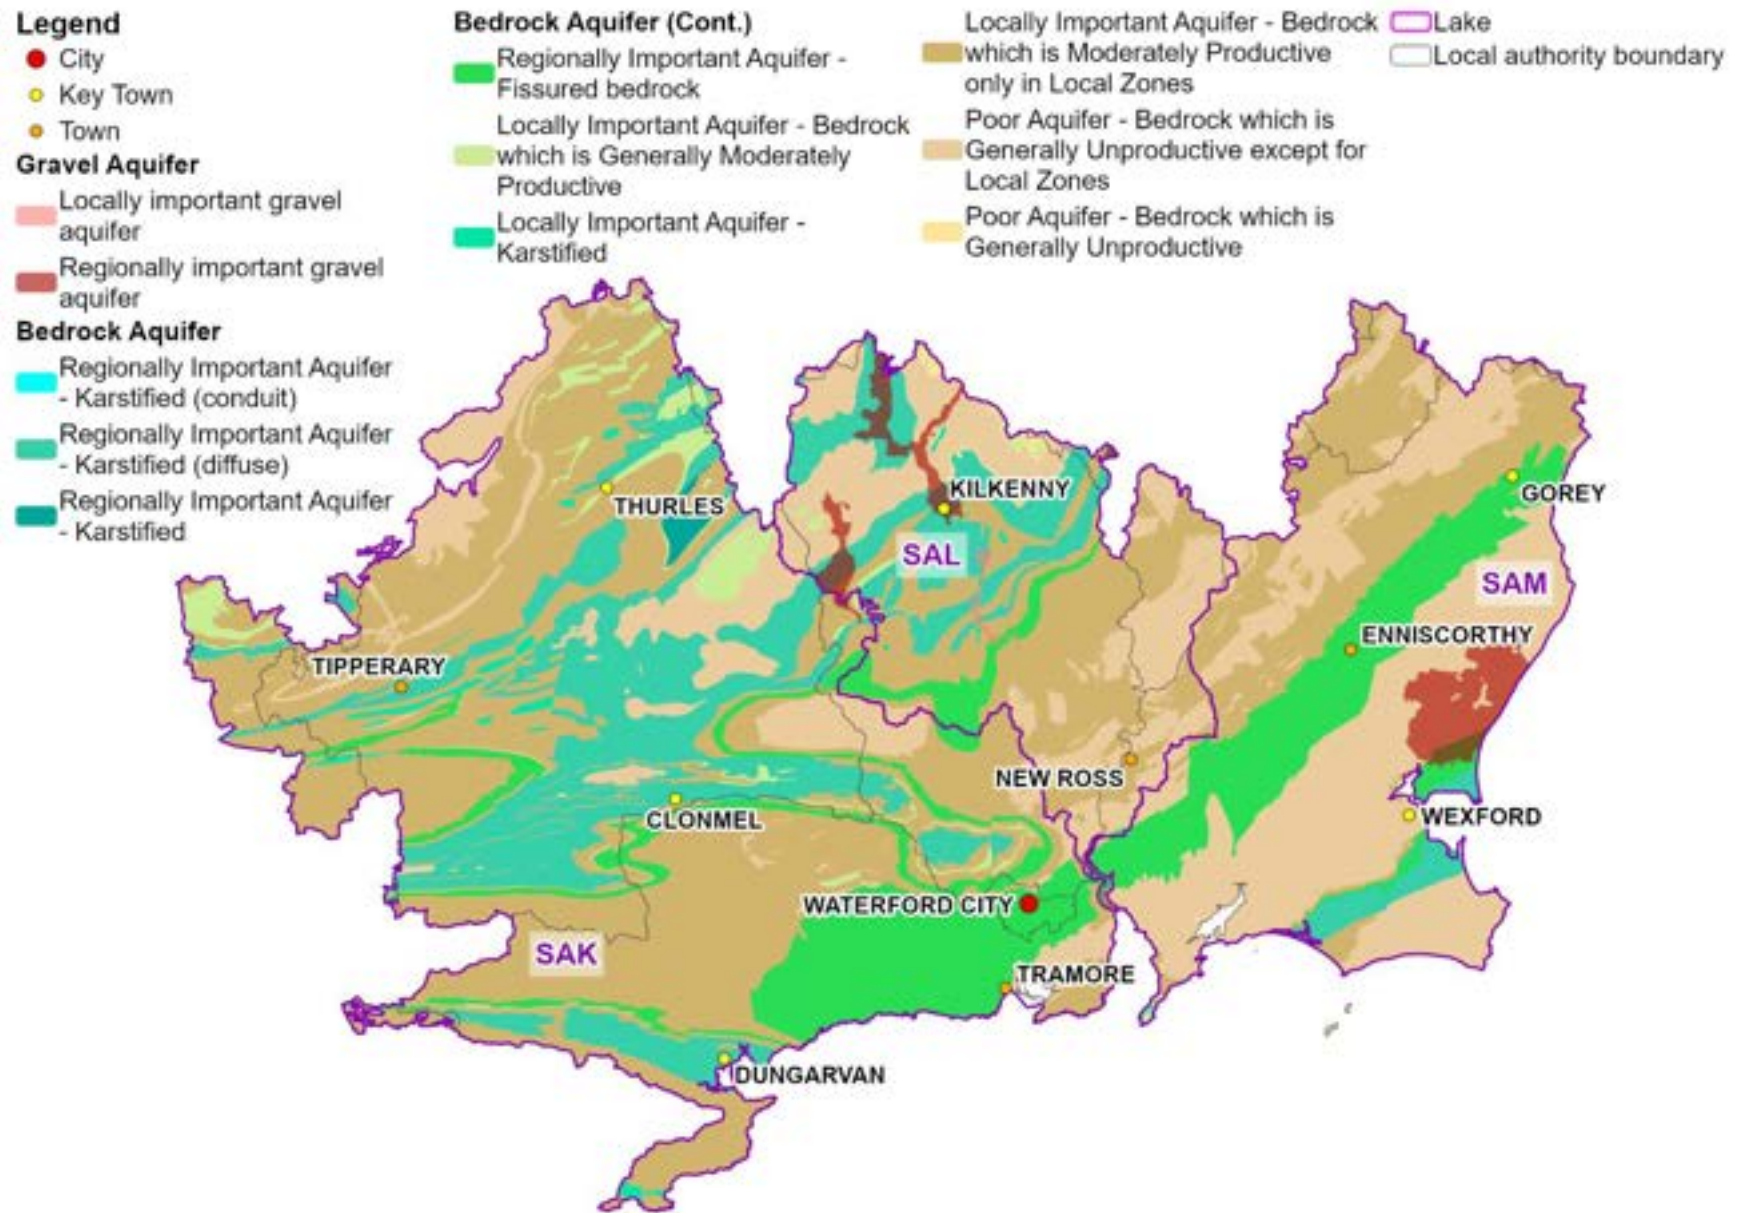 Legend
City
Key Town
Town
Gravel Aquifer
Locally important gravel
aquifer
Regionally important gravel
aquifer
Bedrock Aquifer
Regionally Important Aquifer
- Karstified (conduit)
Regionally Important Aquifer
- Karstified (diffuse)
Regionally Important Aquifer
- Karstified
Bedrock Aquifer (Cont.)
Regionally Important Aquifer -
Fissured bedrock
Locally Important Aquifer - Bedrock
which is Generally Moderately
Productive
Locally Important Aquifer -
Karstified
Locally Important Aquifer - Bedrock
which is Moderately Productive
only in Local Zones
Poor Aquifer - Bedrock which is
Generally Unproductive except for
Local Zones
Poor Aquifer - Bedrock which is
Generally Unproductive
Lake
Local authority boundary
THURLES
KILKENNY
GOREY
SAL
SAM
ENNISCORTHY
TIPPERARY
NEW ROSS
CLONMEL
WEXFORD
WATERFORD CITY
SAK
TRAMORE
DUNGARVAN